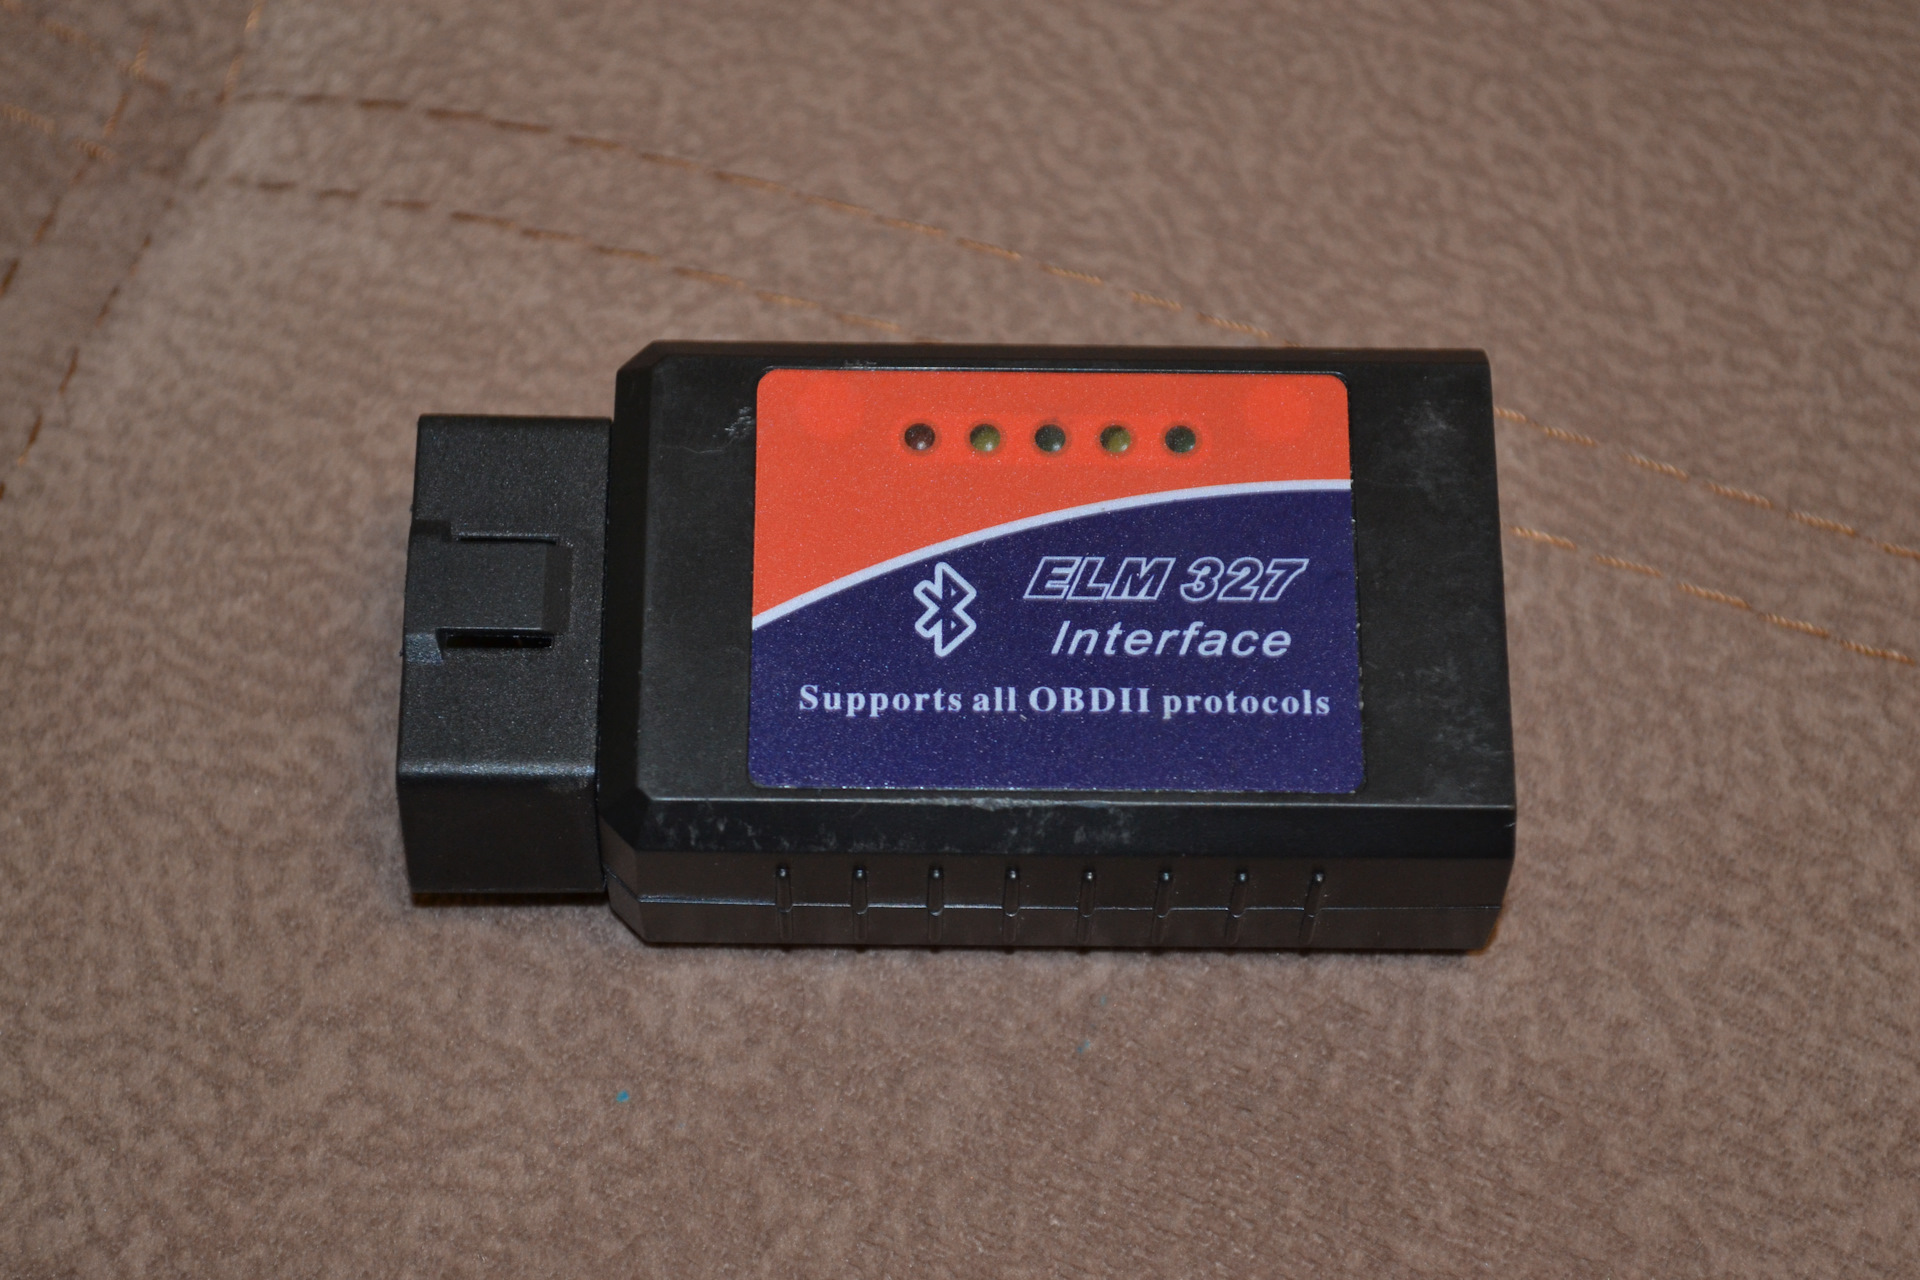 ELM 327
Interface
Supports all OBDII protocols